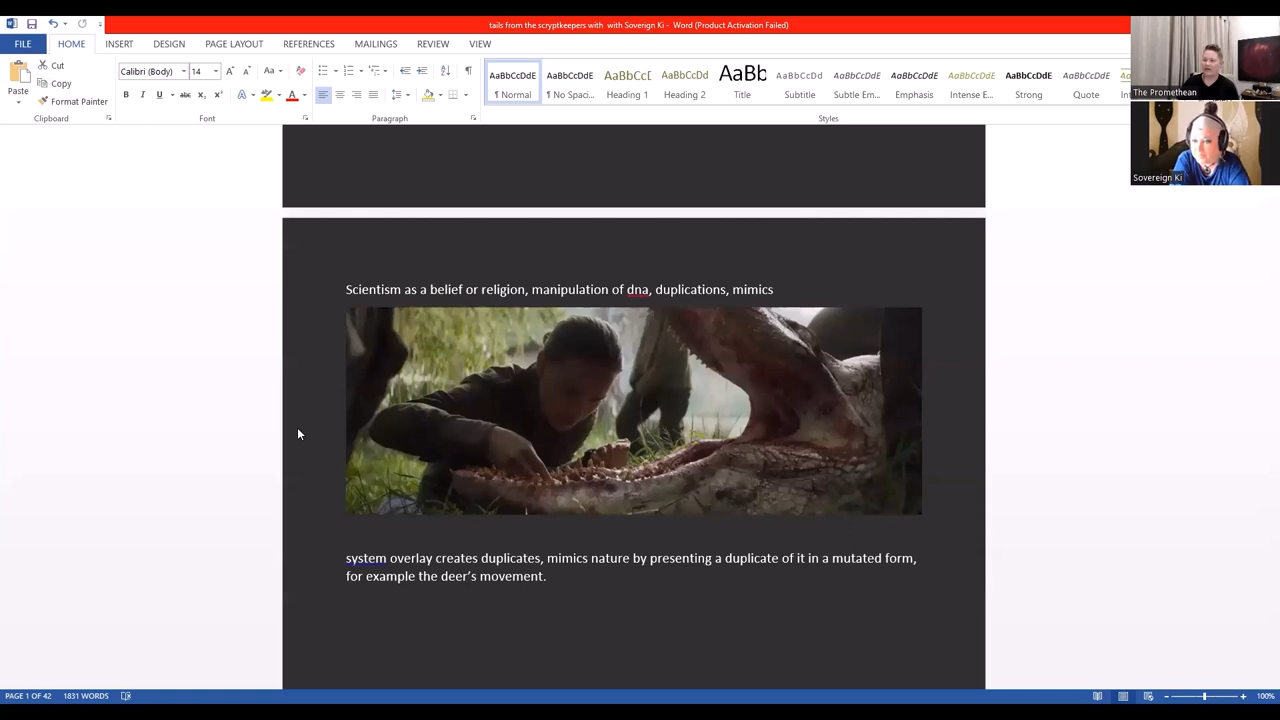 tails from the scryptkeepers with with Soverign Ki - Word (Product Activation Failed)
FILE HOME INSERT DESIGN PAGE LAYOUT REFERENCES MAILINGS REVIEW VIEW
Paste
Cut
Copy
Format Painter
Clipboard
Calibri (Body) 14
Font
Paragraph
AaBbCcDdE AaBbCcDdE AaBbCcI AaBbCcDd AaBb AaBbCcDd AaBbCcDdE AaBbCcDdE AaBbCcDdE AaBbCcDdE AaBbCcDdE
¶ Normal ¶ No Spaci... Heading 1 Heading 2 Title Subtitle Subtle Em... Emphasis Intense E... Strong Quote
Styles
The Promethean
Sovereign Ki
Scientism as a belief or religion, manipulation of dna, duplications, mimics
system overlay creates duplicates, mimics nature by presenting a duplicate of it in a mutated form,
for example the deer's movement.
PAGE 1 OF 42 1831 WORDS 100%